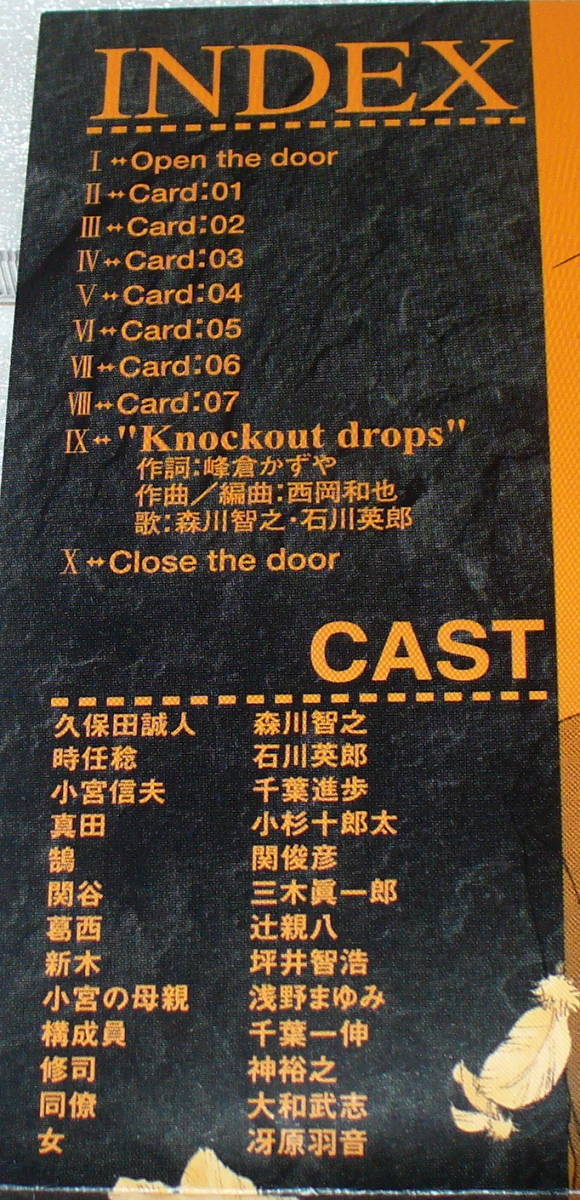 INDEX
Ⅰ↔Open the door
Ⅱ↔Card:01
Ⅲ↔Card:02
Ⅳ↔Card:03
Ⅴ↔Card:04
Ⅵ↔Card:05
Ⅶ↔Card:06
Ⅷ↔Card:07
Ⅸ↔"Knockout drops"
作詞:峰倉かずや
作曲／編曲:西岡和也
歌:森川智之・石川英郎
Ⅹ↔Close the door
CAST
久保田誠人 森川智之
時任稔 石川英郎
小宮信夫 千葉進歩
真田 小杉十郎太
鵠 関俊彦
関谷 三木眞一郎
葛西 辻親八
新木 坪井智浩
小宮の母親 浅野まゆみ
構成員 千葉一伸
修司 神裕之
同僚 大和武志
女 冴原羽音